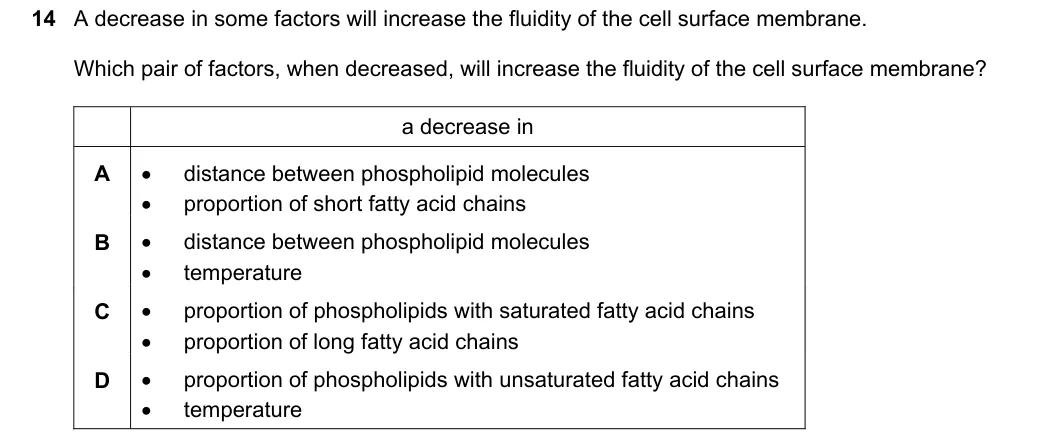 14 A decrease in some factors will increase the fluidity of the cell surface membrane.
Which pair of factors, when decreased, will increase the fluidity of the cell surface membrane?
a decrease in
A • distance between phospholipid molecules
• proportion of short fatty acid chains
B • distance between phospholipid molecules
• temperature
C • proportion of phospholipids with saturated fatty acid chains
• proportion of long fatty acid chains
D • proportion of phospholipids with unsaturated fatty acid chains
• temperature